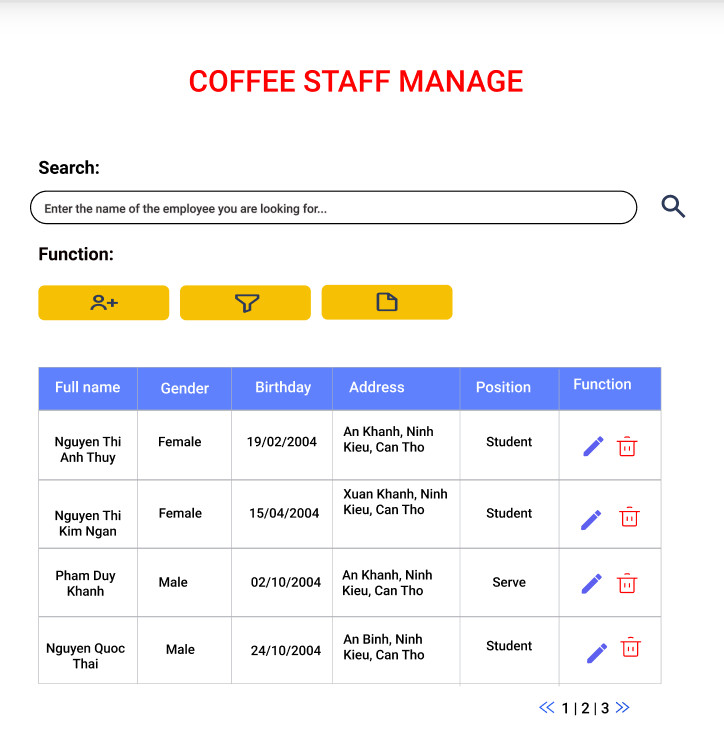 COFFEE STAFF MANAGE
Search:
Enter the name of the employee you are looking for...
Function:
Full name Gender Birthday Address Position Function
Nguyen Thi
Anh Thuy
Female
19/02/2004
An Khanh, Ninh
Kieu, Can Tho
Student
Nguyen Thi
Kim Ngan
Female
15/04/2004
Xuan Khanh, Ninh
Kieu, Can Tho
Student
Pham Duy
Khanh
Male
02/10/2004
An Khanh, Ninh
Kieu, Can Tho
Serve
Nguyen Quoc
Thai
Male
24/10/2004
An Binh, Ninh
Kieu, Can Tho
Student
1 | 2 | 3